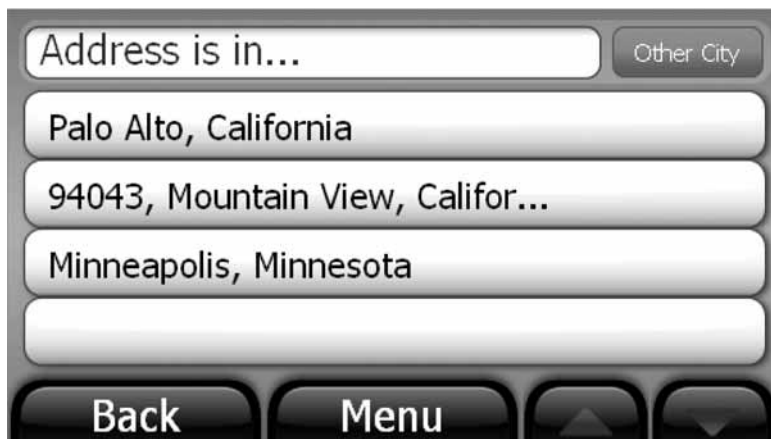 Address is in...
Other City
Palo Alto, California
94043, Mountain View, Califor...
Minneapolis, Minnesota
Back
Menu